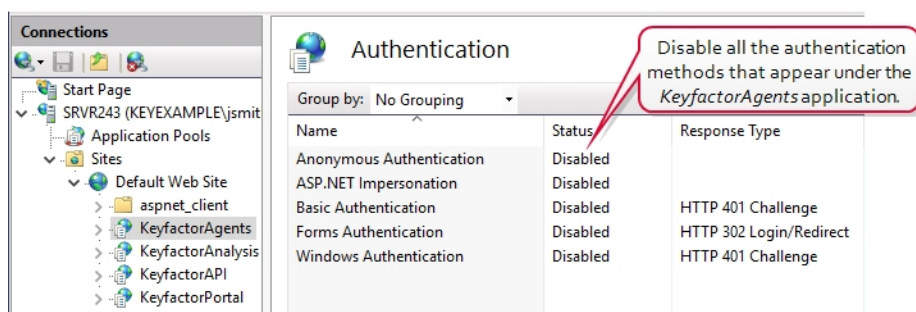 Connections
Start Page
SRVR243 (KEYEXAMPLE\jsmit
Application Pools
Sites
Default Web Site
aspnet_client
KeyfactorAgents
KeyfactorAnalysis
KeyfactorAPI
KeyfactorPortal
Authentication
Group by: No Grouping
Name Status Response Type
Anonymous Authentication Disabled
ASP.NET Impersonation Disabled
Basic Authentication Disabled HTTP 401 Challenge
Forms Authentication Disabled HTTP 302 Login/Redirect
Windows Authentication Disabled HTTP 401 Challenge
Disable all the authentication
methods that appear under the
KeyfactorAgents application.